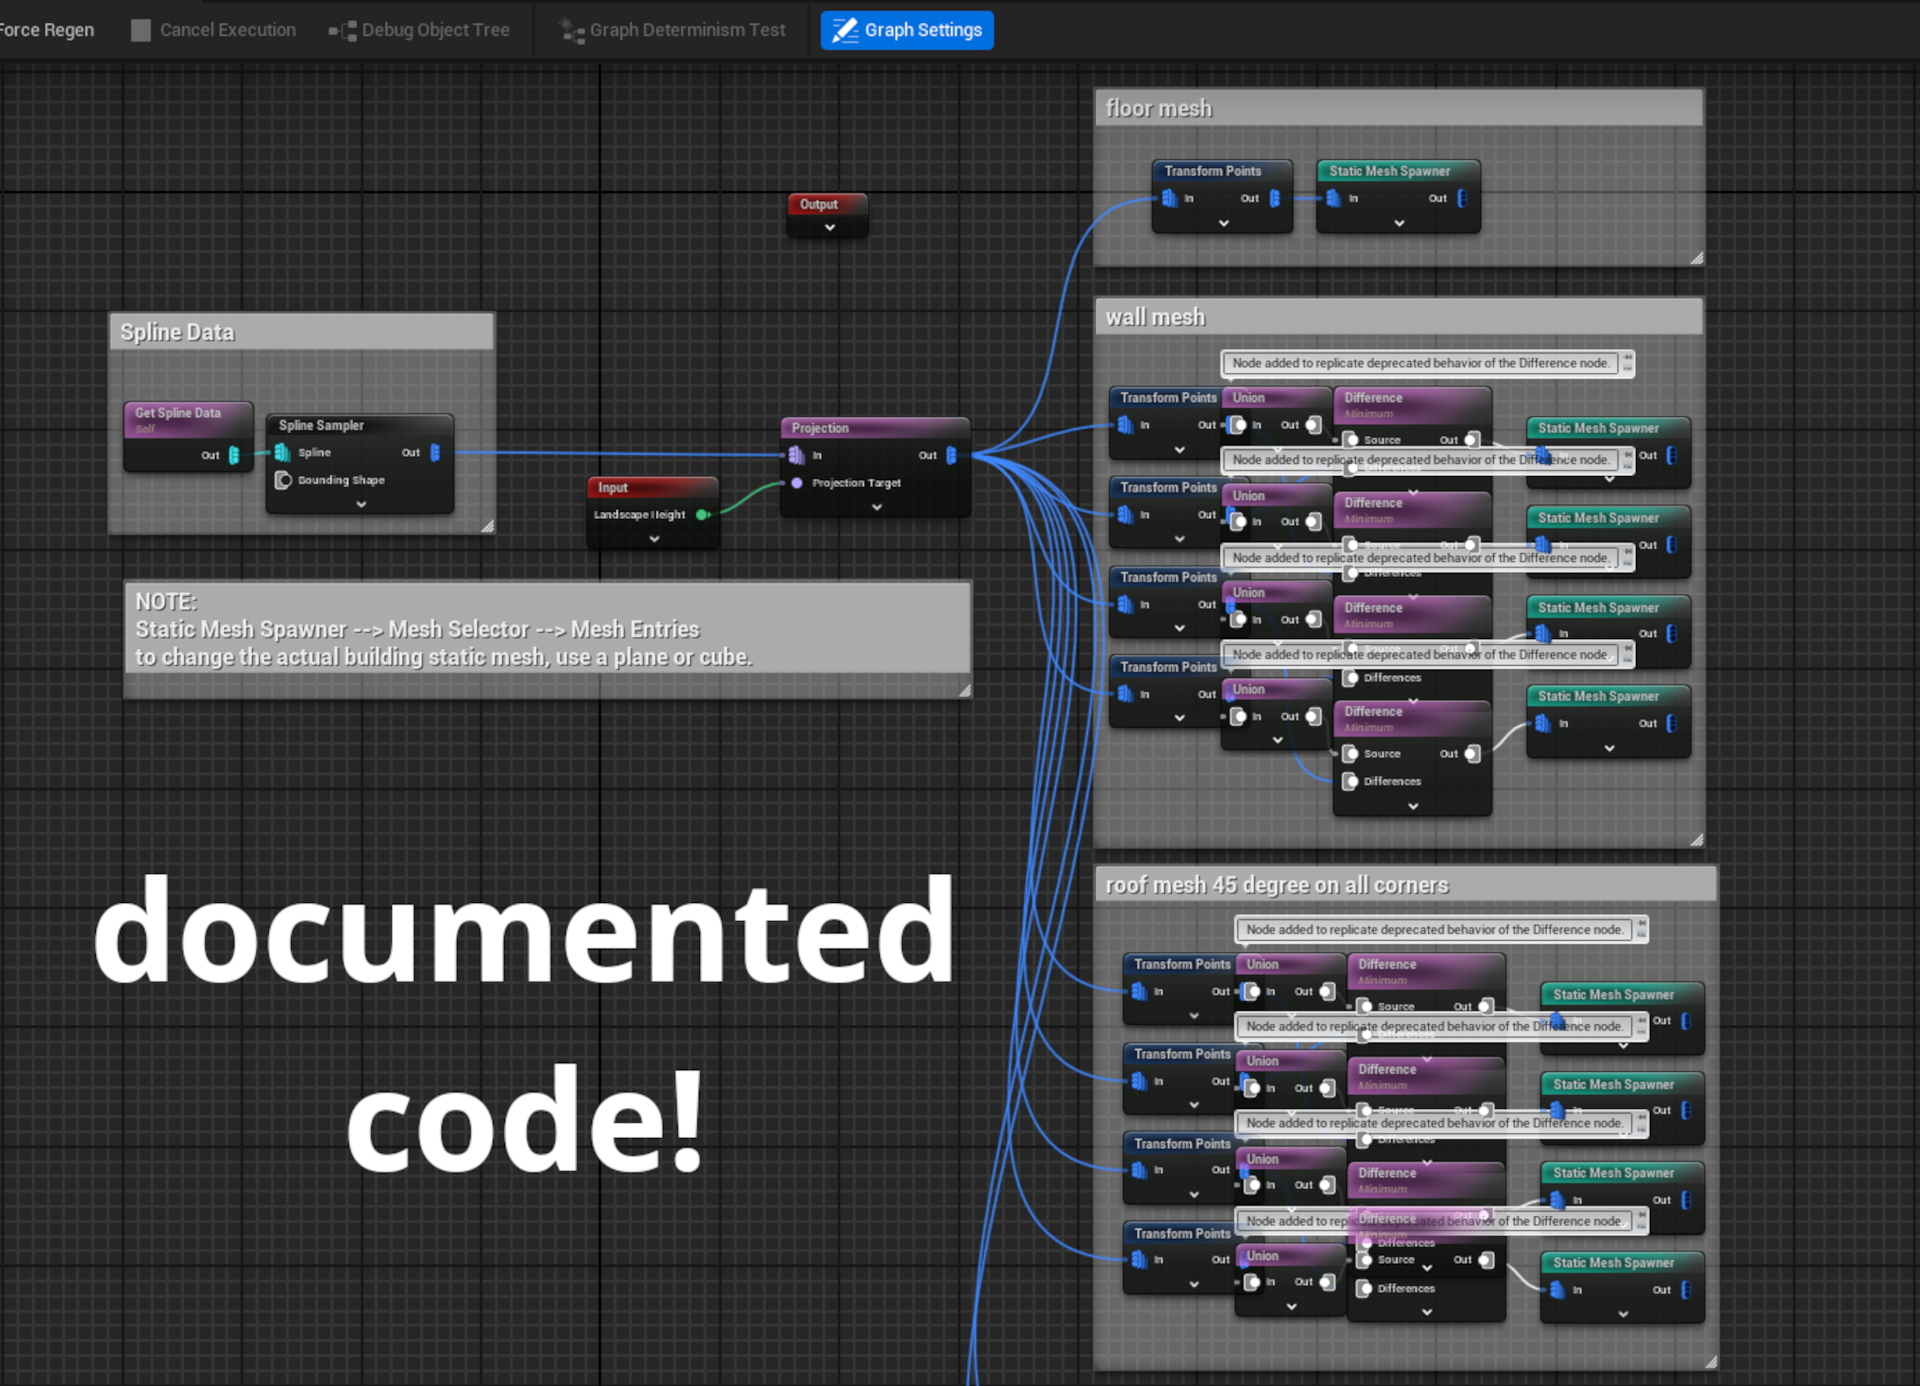 Force Regen
Cancel Execution
Debug Object Tree
Graph Determinism Test
Graph Settings
floor mesh
Transform Points
In Out
Static Mesh Spawner
In Out
Output
Spline Data
Get Spline Data
Self
Out
Spline Sampler
Spline Out
Bounding Shape
Input
Landscape Height
Projection
In Out
Projection Target
NOTE:
Static Mesh Spawner --> Mesh Selector --> Mesh Entries
to change the actual building static mesh, use a plane or cube.
wall mesh
Node added to replicate deprecated behavior of the Difference node.
Transform Points
In Out
Union
In Out
Difference
Minimum
Source Out
Static Mesh Spawner
In Out
Node added to replicate deprecated behavior of the Difference node.
Transform Points
In Out
Union
In Out
Difference
Minimum
Source Out
Differences
Static Mesh Spawner
In Out
Node added to replicate deprecated behavior of the Difference node.
Transform Points
In Out
Union
In Out
Difference
Minimum
Differences
Static Mesh Spawner
In Out
Node added to replicate deprecated behavior of the Difference node.
Transform Points
In Out
Union
In Out
Difference
Minimum
Source Out
Differences
Static Mesh Spawner
In Out
roof mesh 45 degree on all corners
Node added to replicate deprecated behavior of the Difference node.
Transform Points
In Out
Union
In Out
Difference
Minimum
Source Out
Static Mesh Spawner
In Out
Node added to replicate deprecated behavior of the Difference node.
Transform Points
In Out
Union
In Out
Difference
Minimum
Source Out
Differences
Static Mesh Spawner
In Out
Node added to replicate deprecated behavior of the Difference node.
Transform Points
In Out
Union
In Out
Difference
Minimum
Out
Differences
Static Mesh Spawner
In Out
Node added to replicate deprecated behavior of the Difference node.
Transform Points
In Out
Union
In Out
Difference
Minimum
Source Out
Differences
Static Mesh Spawner
In Out
documented
code!